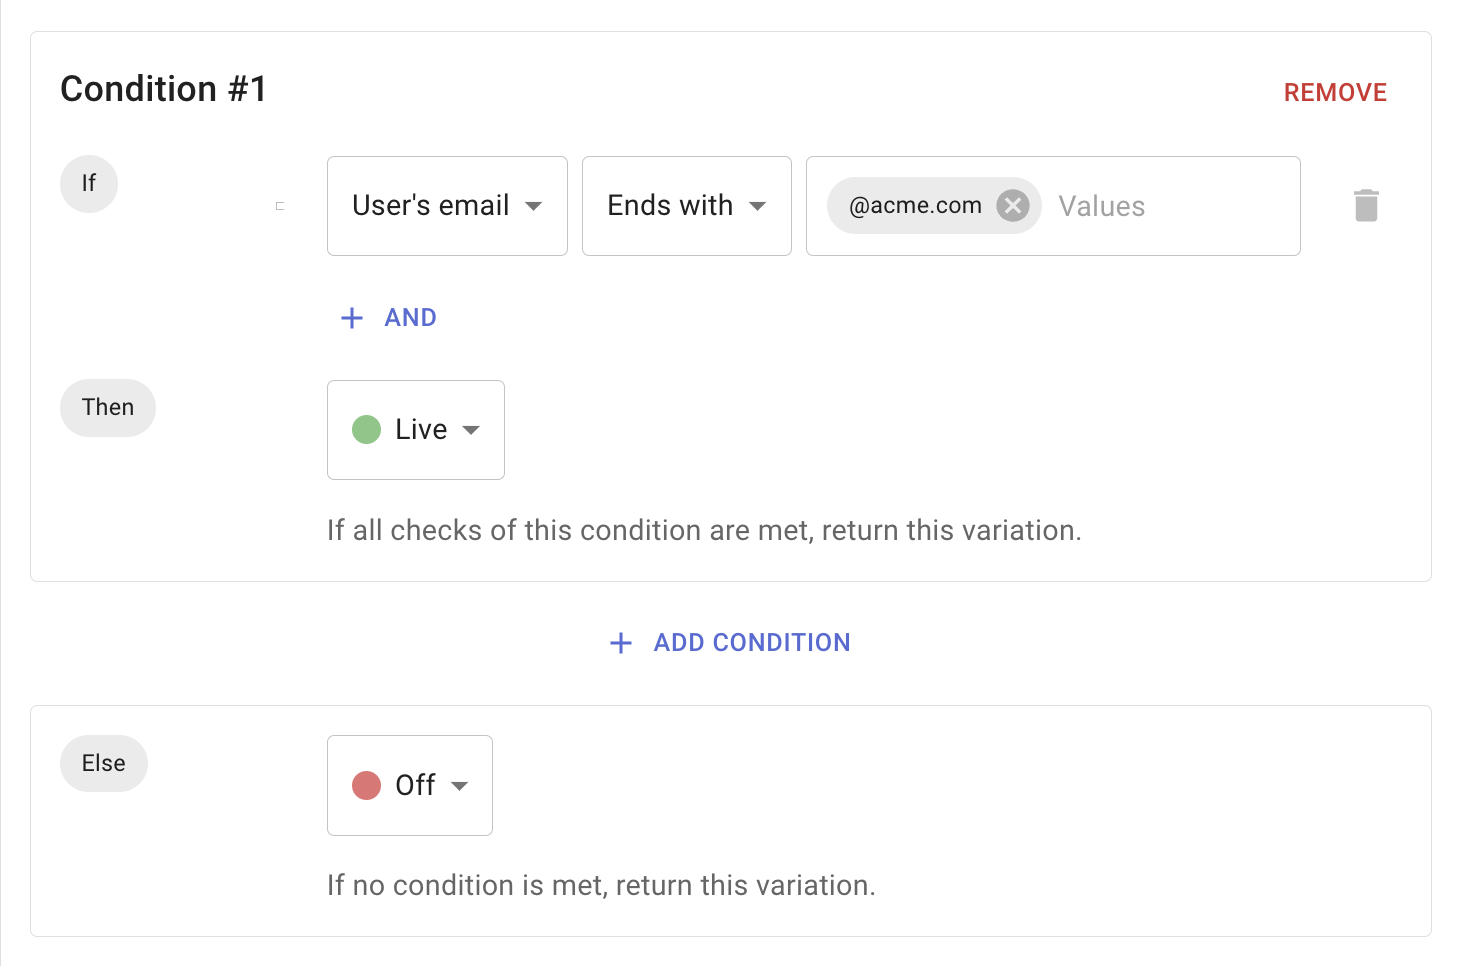 Condition #1
REMOVE
If
User's email
Ends with
@acme.com
Values
AND
Then
Live
If all checks of this condition are met, return this variation.
ADD CONDITION
Else
Off
If no condition is met, return this variation.